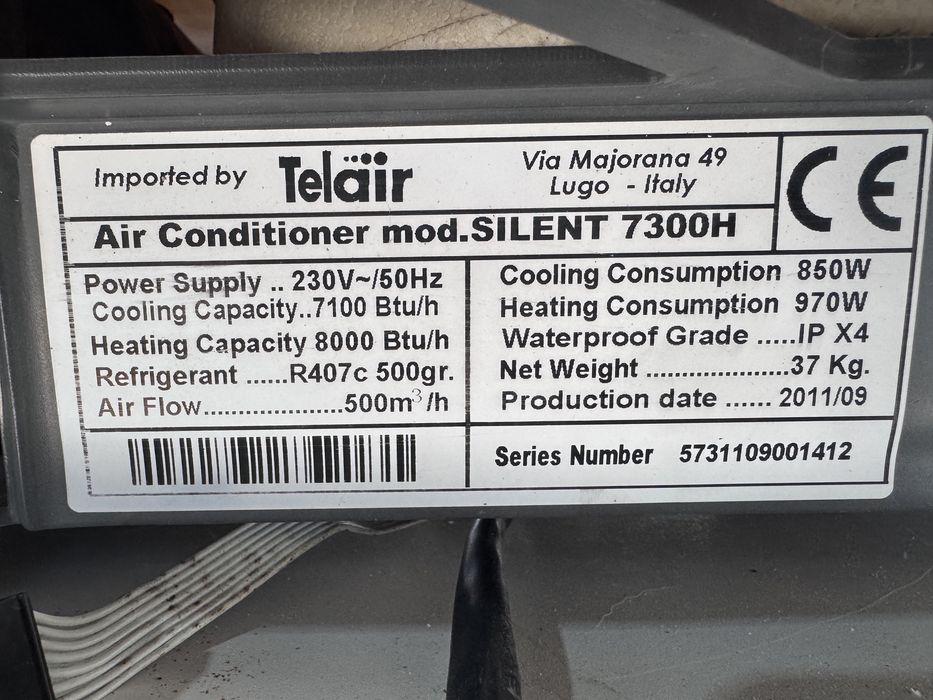 Imported by Telair Via Majorana 49
Lugo - Italy
CE
Air Conditioner mod.SILENT 7300H
Power Supply .. 230V~/50Hz
Cooling Capacity..7100 Btu/h
Heating Capacity 8000 Btu/h
Refrigerant ......R407c 500gr.
Air Flow.....................500m³/h
Cooling Consumption 850W
Heating Consumption 970W
Waterproof Grade .....IP X4
Net Weight .....................37 Kg.
Production date ...... 2011/09
Series Number 5731109001412